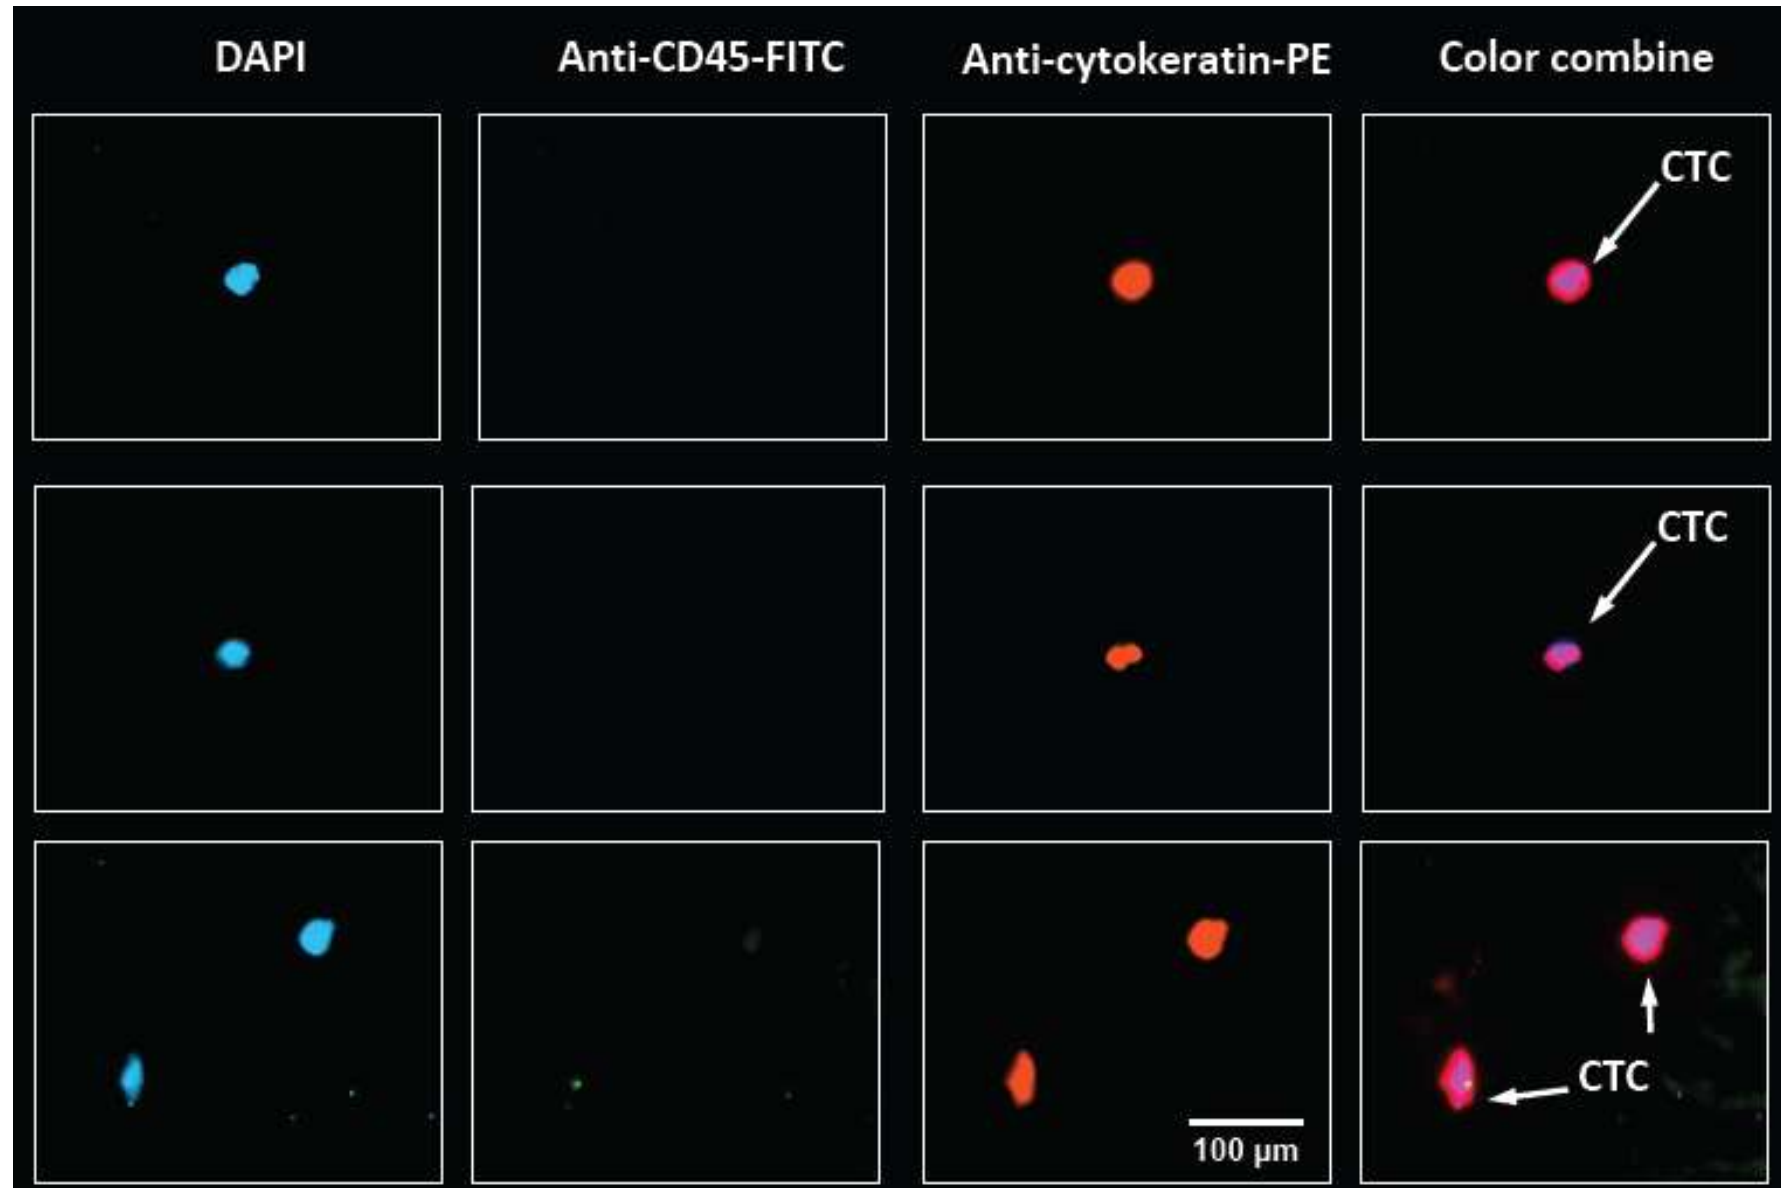 DAPI
Anti-CD45-FITC
Anti-cytokeratin-PE
Color combine
CTC
CTC
CTC
100 µm